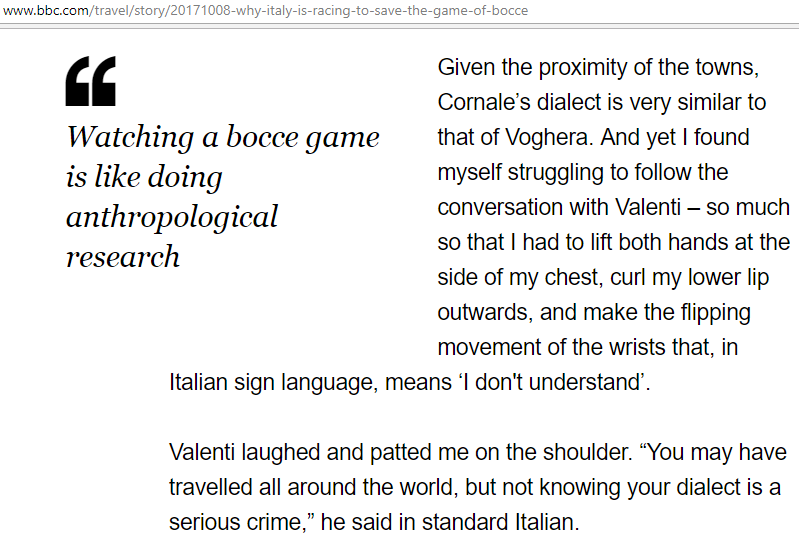 www.bbc.com/travel/story/20171008-why-italy-is-racing-to-save-the-game-of-bocce
“
Watching a bocce game
is like doing
anthropological
research
Given the proximity of the towns,
Cornale’s dialect is very similar to
that of Voghera. And yet I found
myself struggling to follow the
conversation with Valenti – so much
so that I had to lift both hands at the
side of my chest, curl my lower lip
outwards, and make the flipping
movement of the wrists that, in
Italian sign language, means ‘I don't understand’.
Valenti laughed and patted me on the shoulder. “You may have
travelled all around the world, but not knowing your dialect is a
serious crime,” he said in standard Italian.